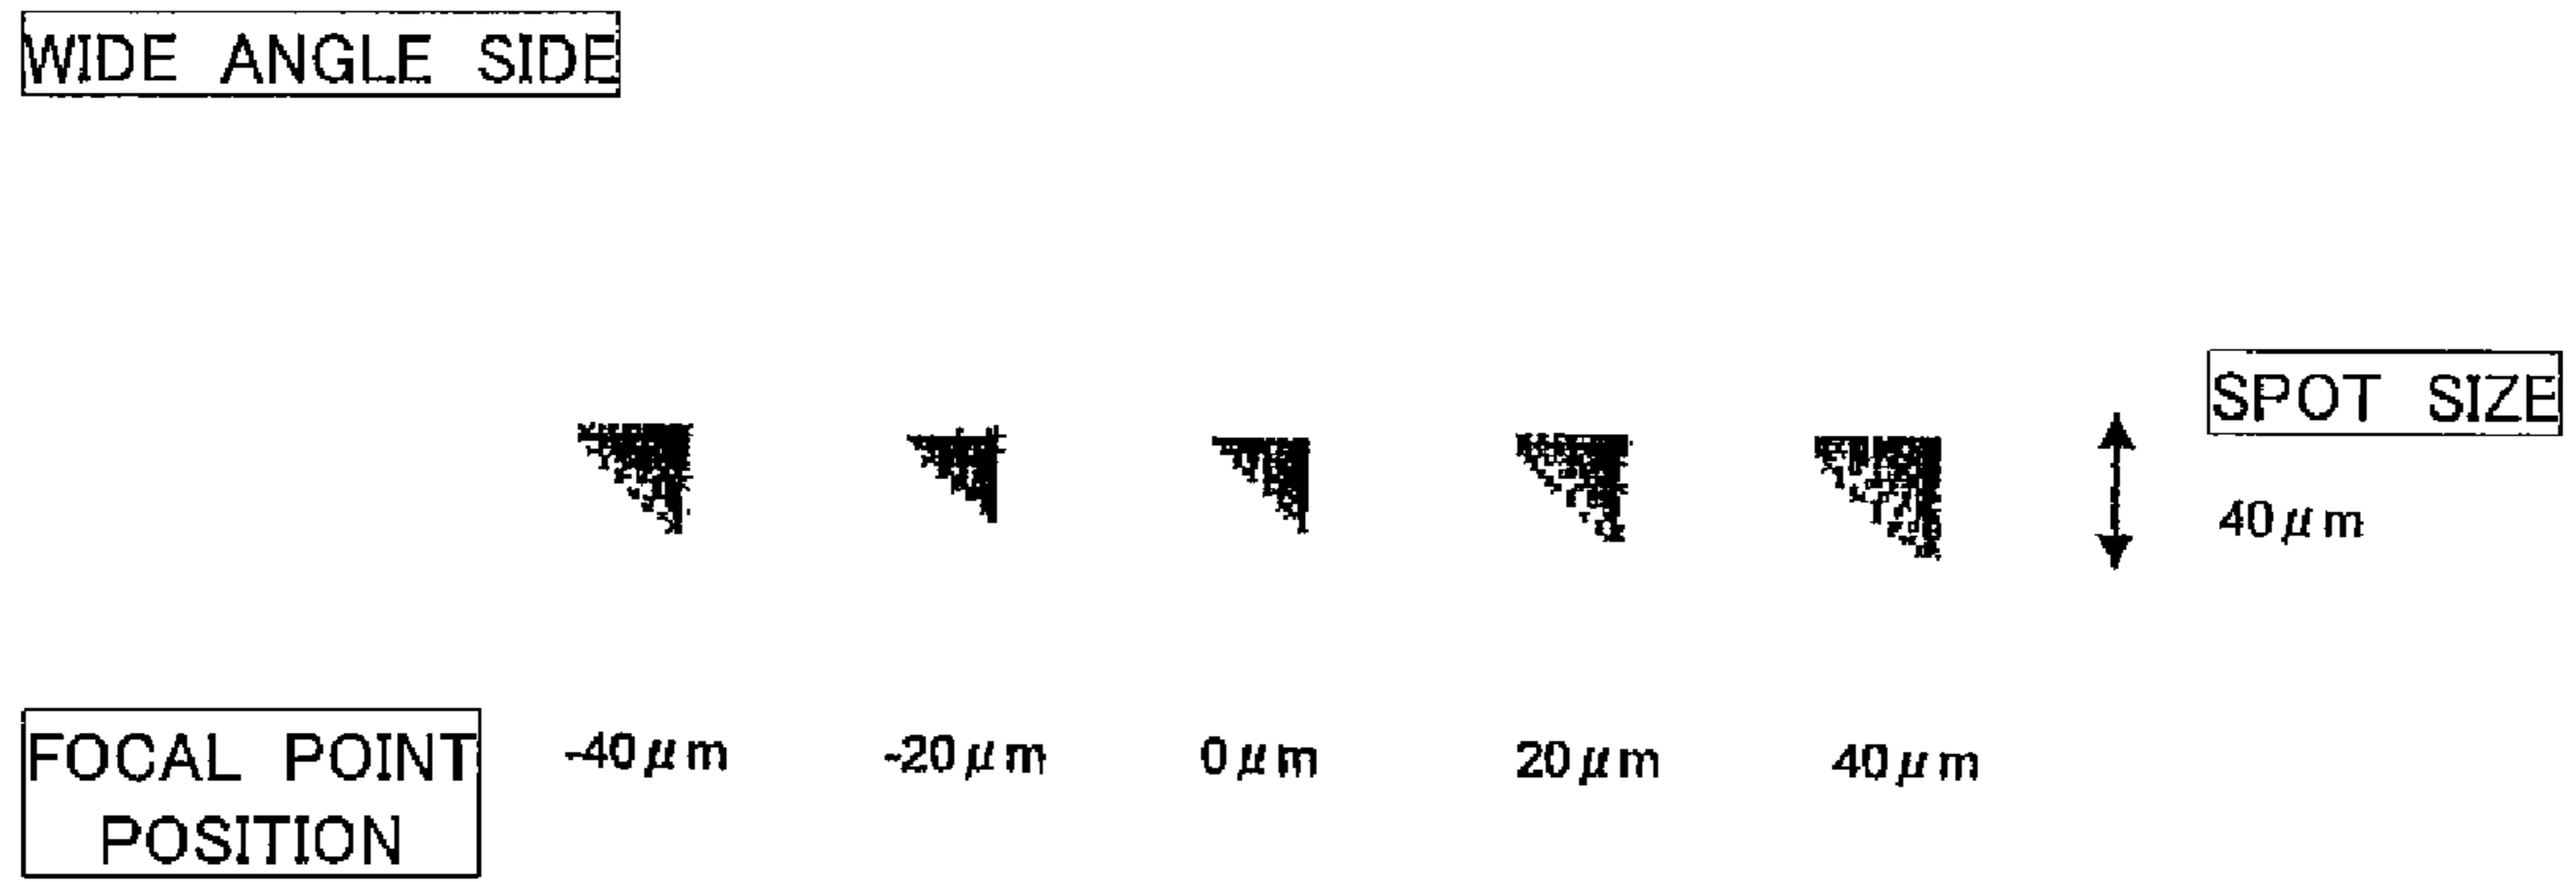 WIDE ANGLE SIDE
SPOT SIZE
40μm
FOCAL POINT
POSITION
-40μm
-20μm
0μm
20μm
40μm